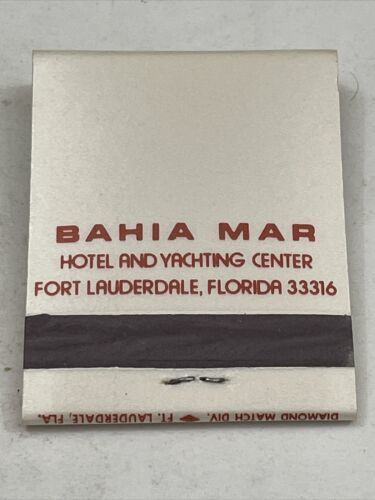 BAHIA MAR
HOTEL AND YACHTING CENTER
FORT LAUDERDALE, FLORIDA 33316
DIAMOND MATCH DIV. FT. LAUDERDALE, FLA.